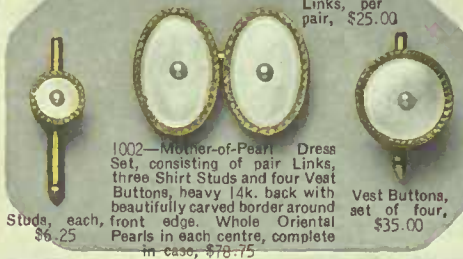 Links, per
pair, $25.00
1002—Mother-of-Pearl Dress
Set, consisting of pair Links,
three Shirt Studs and four Vest
Buttons, heavy 14k. back with
beautifully carved border around
front edge. Whole Oriental
Pearls in each centre, complete
in case, $78.75
Studs, each,
$6.25
Vest Buttons,
set of four,
$35.00